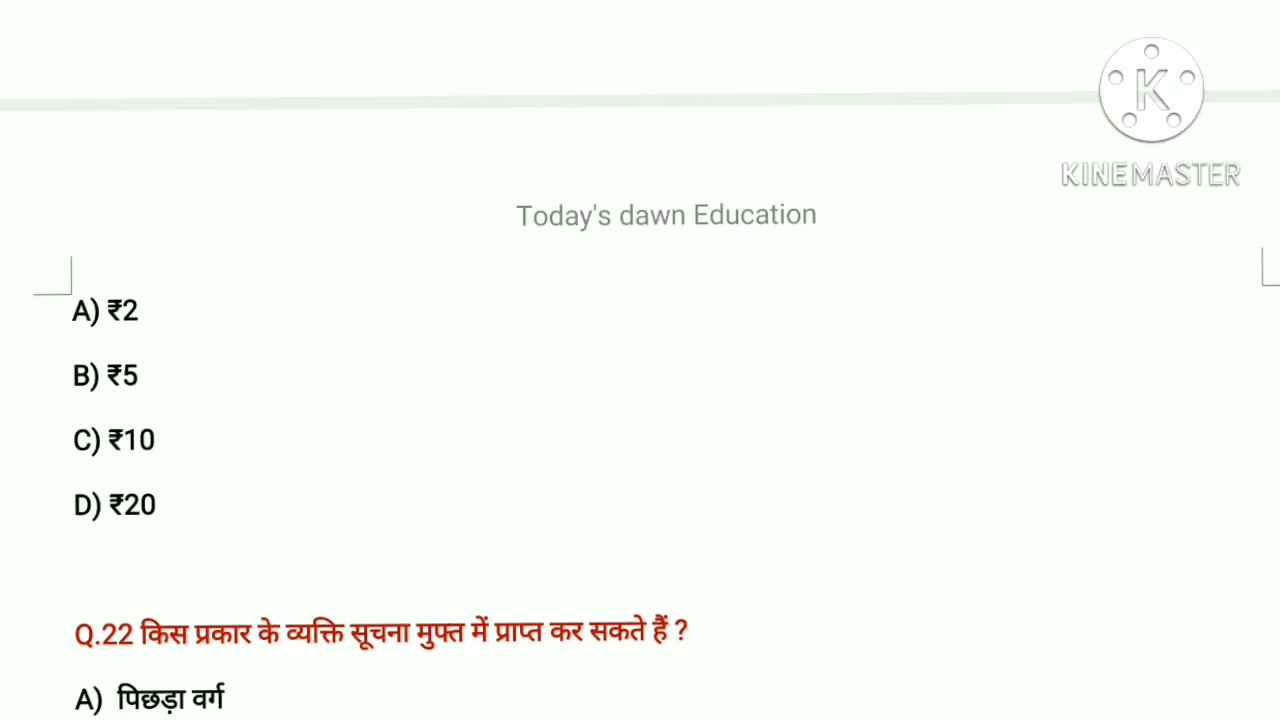 K
KINEMASTER
Today's dawn Education
A) ₹2
B) ₹5
C) ₹10
D) ₹20
Q.22 किस प्रकार के व्यक्ति सूचना मुफ्त में प्राप्त कर सकते हैं ?
A) पिछड़ा वर्ग